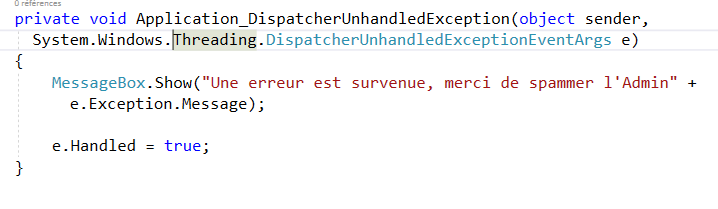 0 références
private void Application_DispatcherUnhandledException(object sender,
System.Windows.Threading.DispatcherUnhandledExceptionEventArgs e)
{
MessageBox.Show("Une erreur est survenue, merci de spammer l'Admin" +
e.Exception.Message);
e.Handled = true;
}